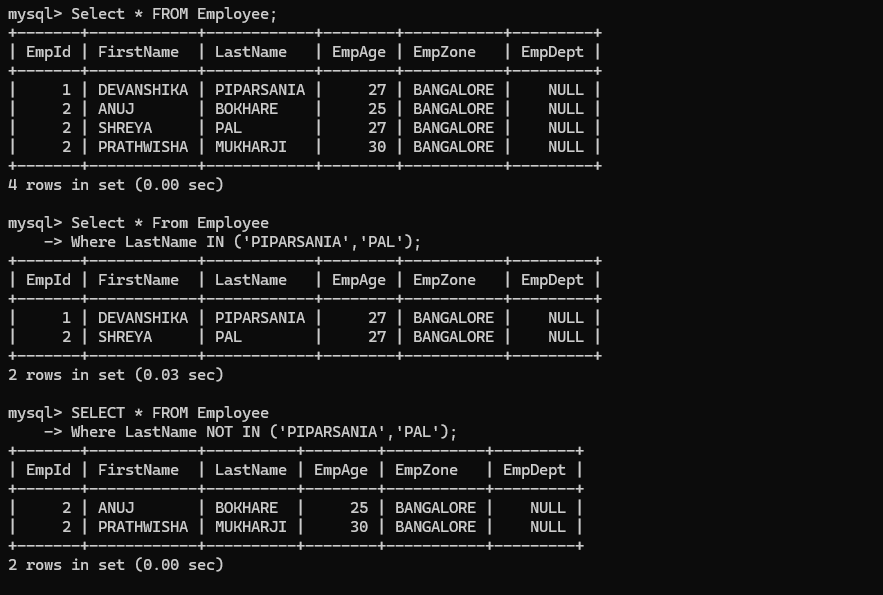 mysql> Select * FROM Employee;
+-------+------------+------------+--------+-----------+---------+
| EmpId | FirstName  | LastName   | EmpAge | EmpZone   | EmpDept |
+-------+------------+------------+--------+-----------+---------+
|     1 | DEVANSHIKA | PIPARSANIA |     27 | BANGALORE |    NULL |
|     2 | ANUJ       | BOKHARE    |     25 | BANGALORE |    NULL |
|     2 | SHREYA     | PAL        |     27 | BANGALORE |    NULL |
|     2 | PRATHWISHA | MUKHARJI   |     30 | BANGALORE |    NULL |
+-------+------------+------------+--------+-----------+---------+
4 rows in set (0.00 sec)
mysql> Select * From Employee
    -> Where LastName IN ('PIPARSANIA','PAL');
+-------+------------+------------+--------+-----------+---------+
| EmpId | FirstName  | LastName   | EmpAge | EmpZone   | EmpDept |
+-------+------------+------------+--------+-----------+---------+
|     1 | DEVANSHIKA | PIPARSANIA |     27 | BANGALORE |    NULL |
|     2 | SHREYA     | PAL        |     27 | BANGALORE |    NULL |
+-------+------------+------------+--------+-----------+---------+
2 rows in set (0.03 sec)
mysql> SELECT * FROM Employee
    -> Where LastName NOT IN ('PIPARSANIA','PAL');
+-------+------------+----------+--------+-----------+---------+
| EmpId | FirstName  | LastName | EmpAge | EmpZone   | EmpDept |
+-------+------------+----------+--------+-----------+---------+
|     2 | ANUJ       | BOKHARE  |     25 | BANGALORE |    NULL |
|     2 | PRATHWISHA | MUKHARJI |     30 | BANGALORE |    NULL |
+-------+------------+----------+--------+-----------+---------+
2 rows in set (0.00 sec)